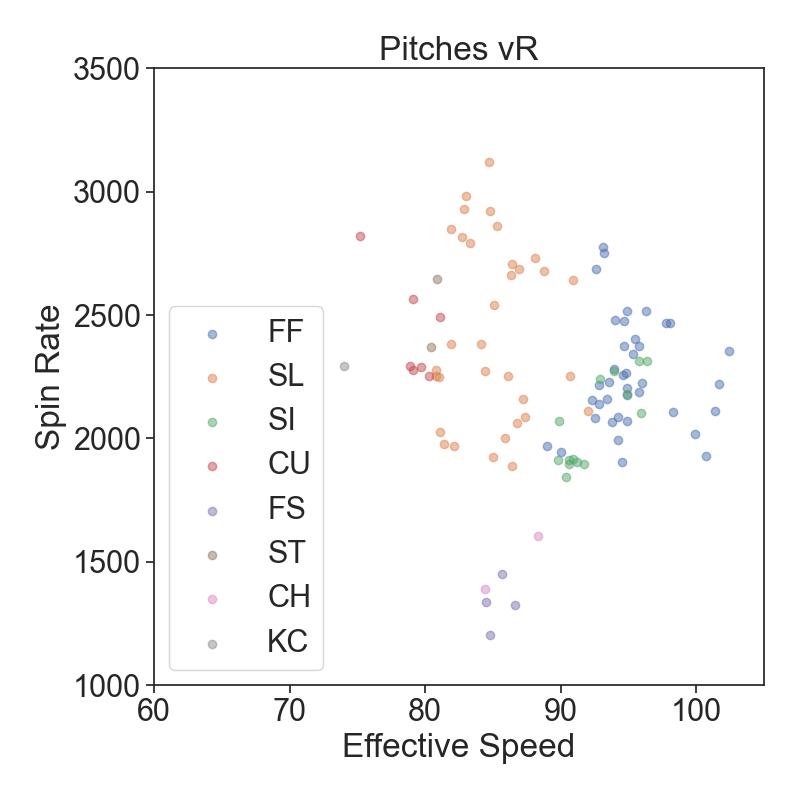 Pitches vR
3500
3000
2500
2000
1500
1000
Spin Rate
FF
SL
SI
CU
FS
ST
CH
KC
60 70 80 90 100
Effective Speed